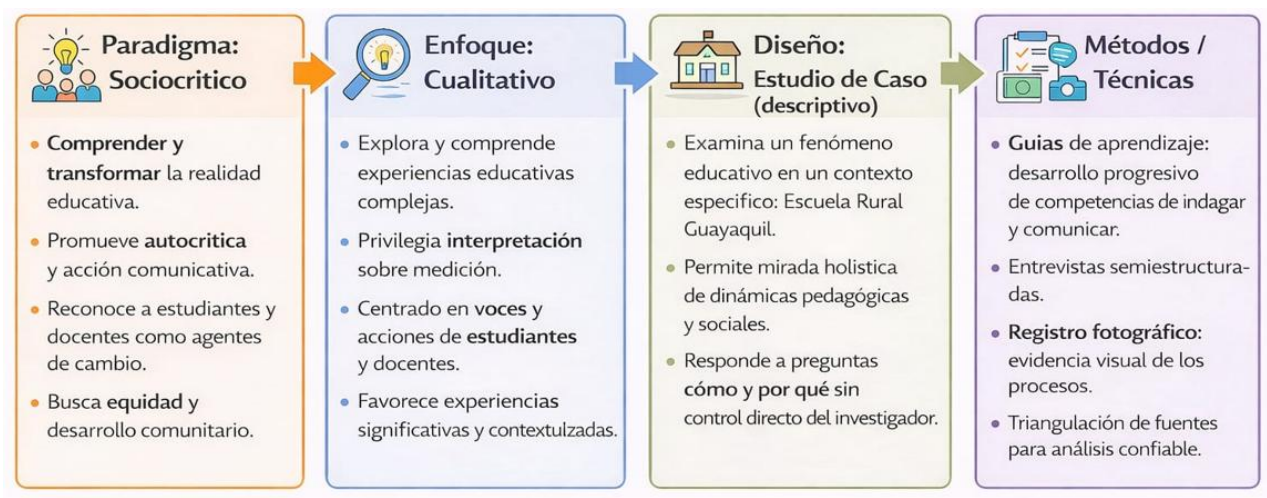 Paradigma:
Sociocritico
• Comprender y
transformar la realidad
educativa.
• Promueve autocritica
y acción comunicativa.
• Reconoce a estudiantes y
docentes como agentes
de cambio.
• Busca equidad y
desarrollo comunitario.
Enfoque:
Cualitativo
• Explora y comprende
experiencias educativas
complejas.
• Privilegia interpretación
sobre medición.
• Centrado en voces y
acciones de estudiantes
y docentes.
• Favorece experiencias
significativas y contextulzadas.
Diseño:
Estudio de Caso
(descriptivo)
• Examina un fenómeno
educativo en un contexto
especifico: Escuela Rural
Guayaquil.
• Permite mirada holistica
de dinámicas pedagógicas
y sociales.
• Responde a preguntas
cómo y por qué sin
control directo del investigador.
Métodos /
Técnicas
• Guias de aprendizaje:
desarrollo progresivo
de competencias de indagar
y comunicar.
• Entrevistas semiestructura-
das.
• Registro fotográfico:
evidencia visual de los
procesos.
• Triangulación de fuentes
para análisis confiable.